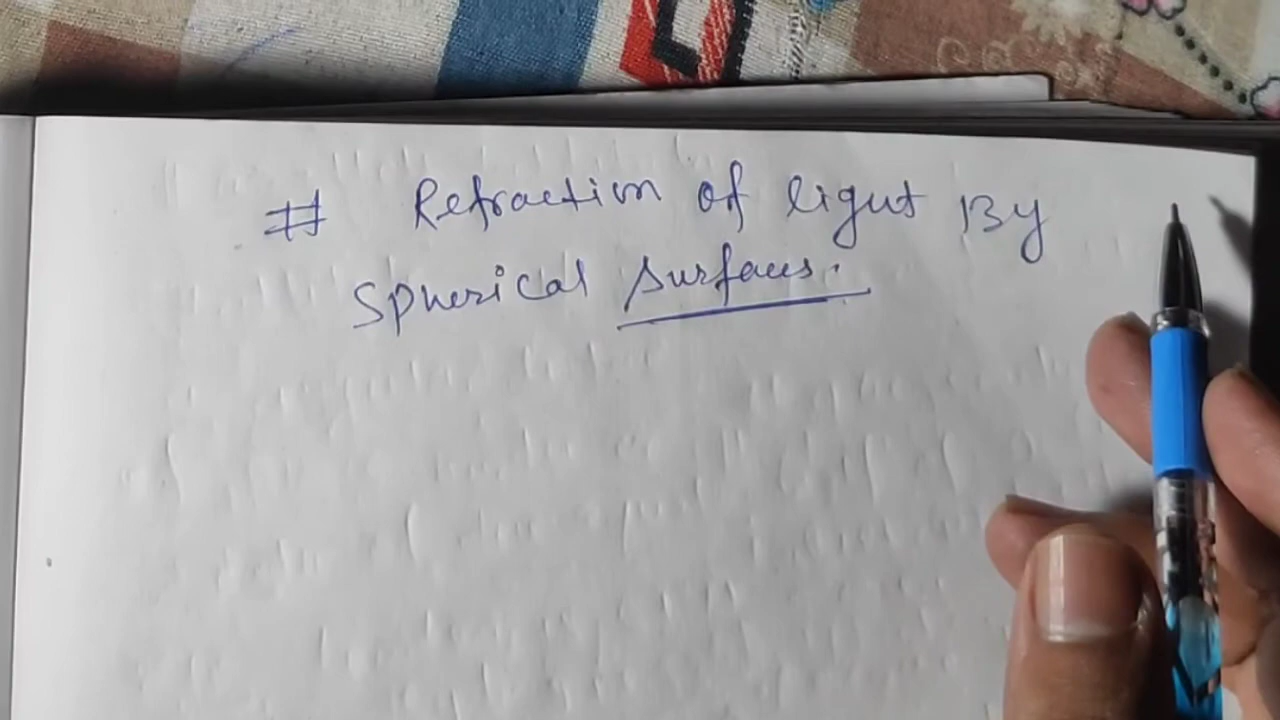 # Refraction of light By
Spherical surfaces.